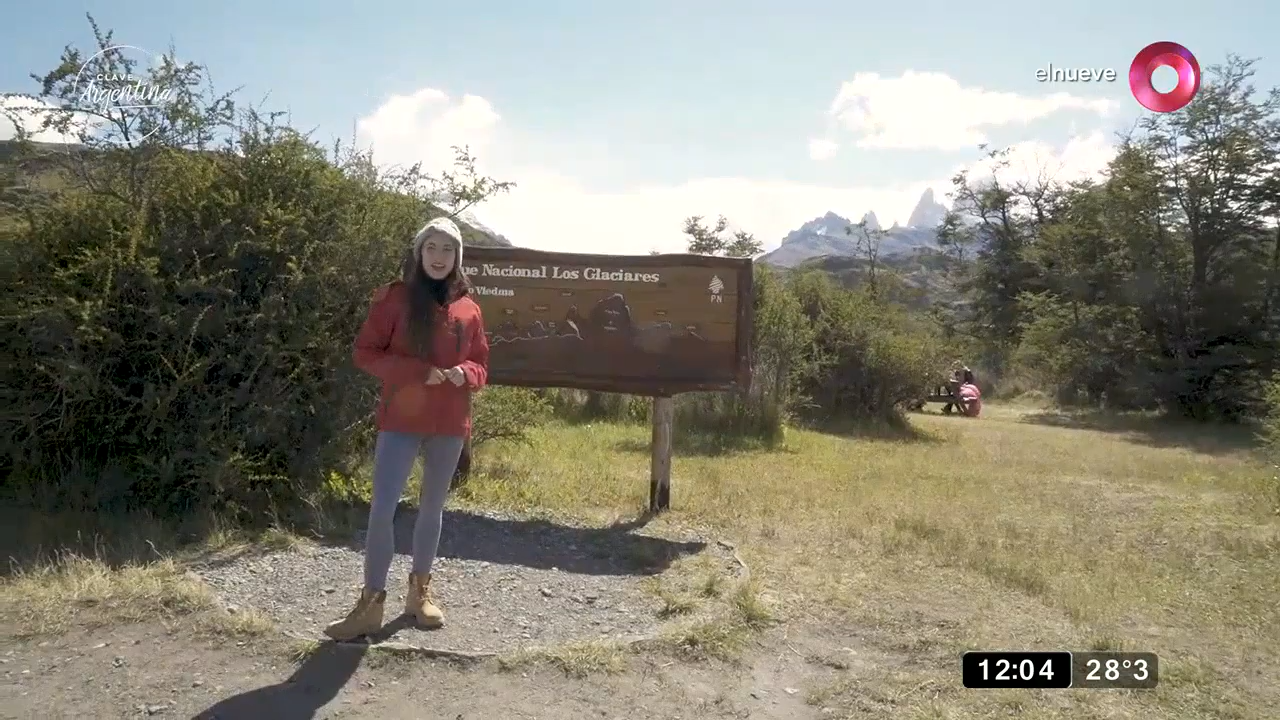 CLAVE
Argentina
elnueve
ue Nacional Los Glaciares
o Viedma
PN
12:04 28°3